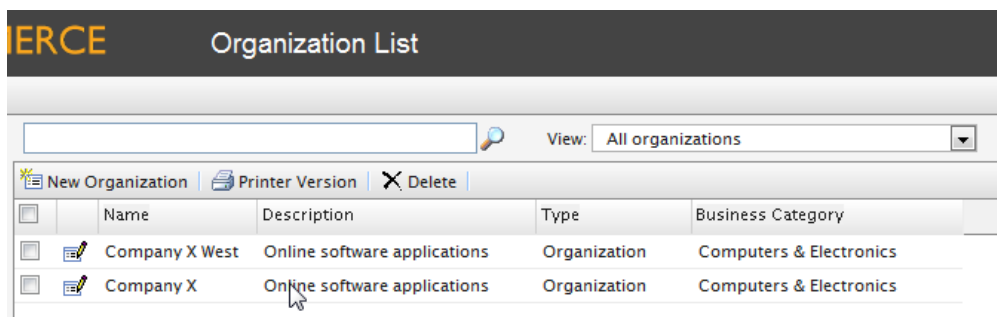 IERCE Organization List
View: All organizations
New Organization Printer Version Delete
Name Description Type Business Category
Company X West Online software applications Organization Computers & Electronics
Company X Online software applications Organization Computers & Electronics